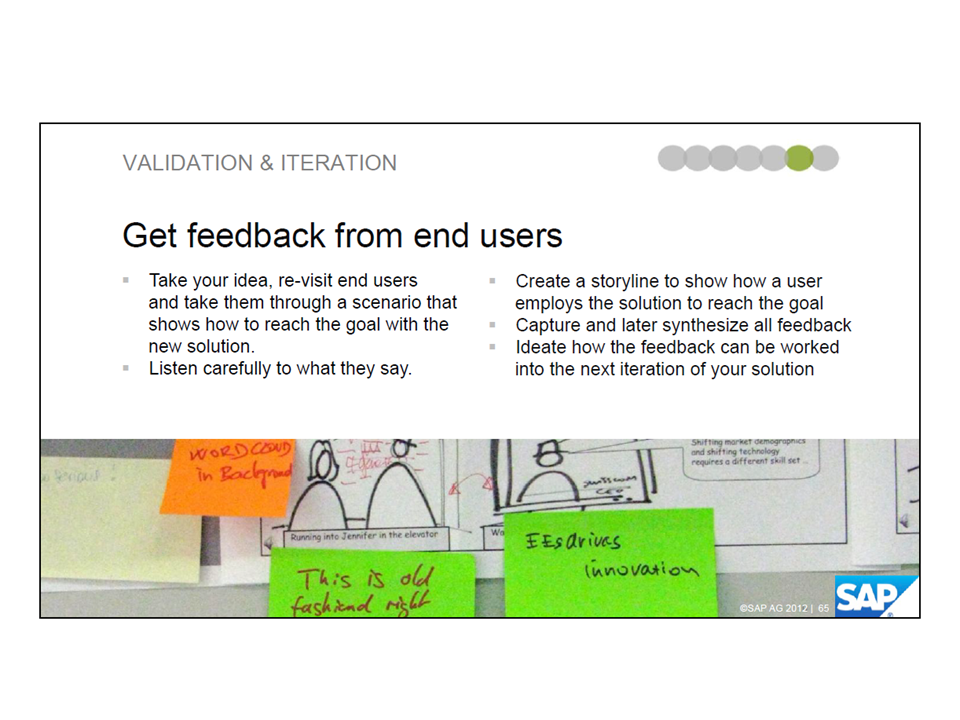 VALIDATION & ITERATION
Get feedback from end users
Take your idea, re-visit end users
and take them through a scenario that
shows how to reach the goal with the
new solution.
Listen carefully to what they say.
Create a storyline to show how a user
employs the solution to reach the goal
Capture and later synthesize all feedback
Ideate how the feedback can be worked
into the next iteration of your solution
WORDCLOUD
in Background
Shifting market demographics
and shifting technology
requires a different skill set ...
CEO
Running into Jennifer in the elevator
Wa
EEs drives
innovation
This is old
fashiond right
©SAP AG 2012 | 65
SAP